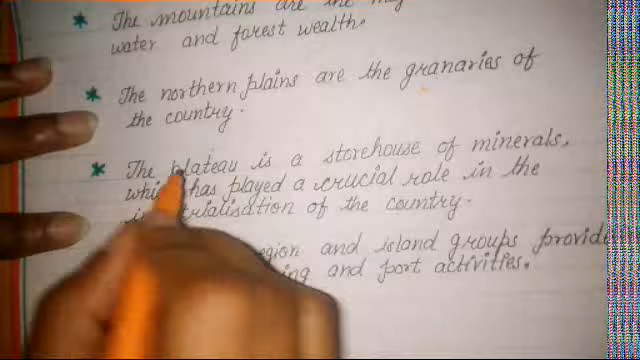 The mountains are the
water and forest wealth.
The northern plains are the granaries of
the country.
The plateau is a storehouse of minerals,
which has played a crucial role in the
of the country.
region and island groups provide
and port activities.